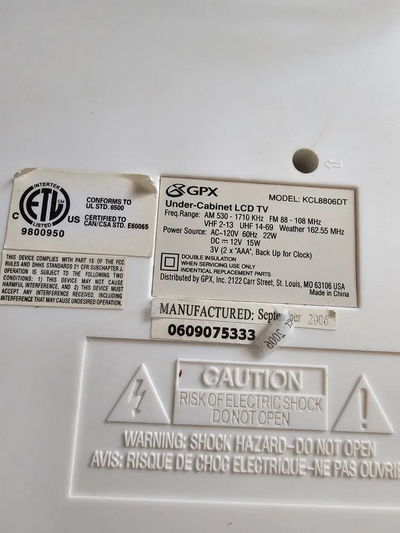 GPX
Under-Cabinet LCD TV
MODEL: KCL8806DT
Freq.Range: AM 530 - 1710 KHz FM 88 - 108 MHz
VHF 2-13 UHF 14-69 Weather 162.55 MHz
Power Source: AC~120V 60Hz 22W
DC ⎓ 12V 15W
3V (2 x "AAA", Back Up for Clock)
DOUBLE INSULATION
WHEN SERVICING USE ONLY
INDENTICAL REPLACEMENT PARTS
Distributed by GPX, Inc. 2122 Carr Street, St. Louis, MO 63106 USA
Made in China
INTERTEK
ETL
LISTED
C US
9800950
CONFORMS TO
UL STD. 6500
CERTIFIED TO
CAN/CSA STD. E60065
THIS DEVICE COMPLIES WITH PART 15 OF THE FCC
RULES AND DHHS STANDARDS 21 CFR SUBCHAPTER J.
OPERATION IS SUBJECT TO THE FOLLOWING TWO
CONDITIONS: 1) THIS DEVICE MAY NOT CAUSE HARMFUL
INTERFERENCE, AND 2) THIS DEVICE MUST
ACCEPT ANY INTERFERENCE RECEIVED, INCLUDING
INTERFERENCE THAT MAY CAUSE UNDESIRED OPERATION.
MANUFACTURED: September 2006
0609075333
2006
CAUTION
RISK OF ELECTRIC SHOCK
DO NOT OPEN
WARNING: SHOCK HAZARD-DO NOT OPEN
AVIS: RISQUE DE CHOC ELECTRIQUE-NE PAS OUVRI